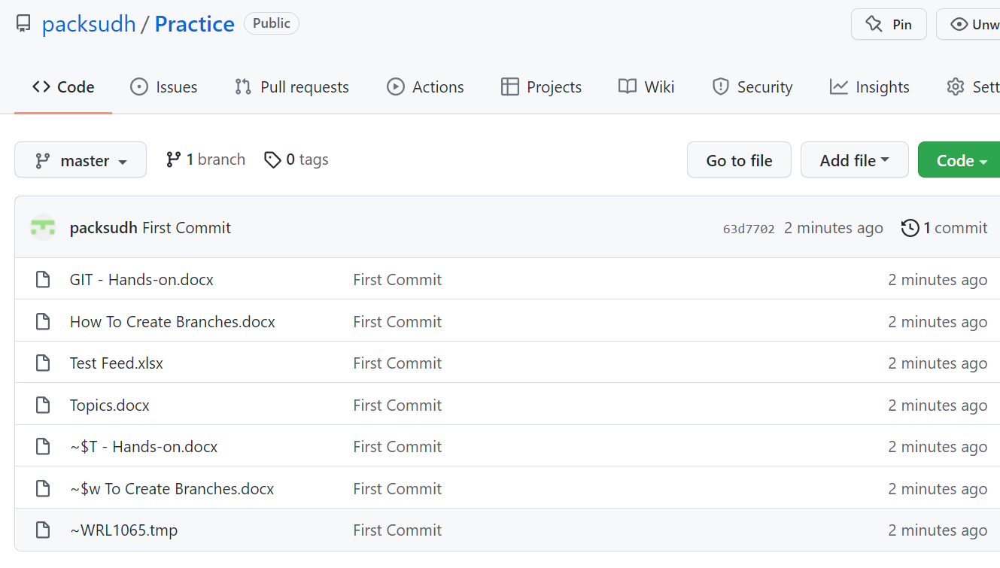 packsudh / Practice Public Pin Unw
Code Issues Pull requests Actions Projects Wiki Security Insights Sett
master 1 branch 0 tags Go to file Add file Code
packsudh First Commit 63d7702 2 minutes ago 1 commit
GIT - Hands-on.docx First Commit 2 minutes ago
How To Create Branches.docx First Commit 2 minutes ago
Test Feed.xlsx First Commit 2 minutes ago
Topics.docx First Commit 2 minutes ago
~$T - Hands-on.docx First Commit 2 minutes ago
~$w To Create Branches.docx First Commit 2 minutes ago
~WRL1065.tmp First Commit 2 minutes ago